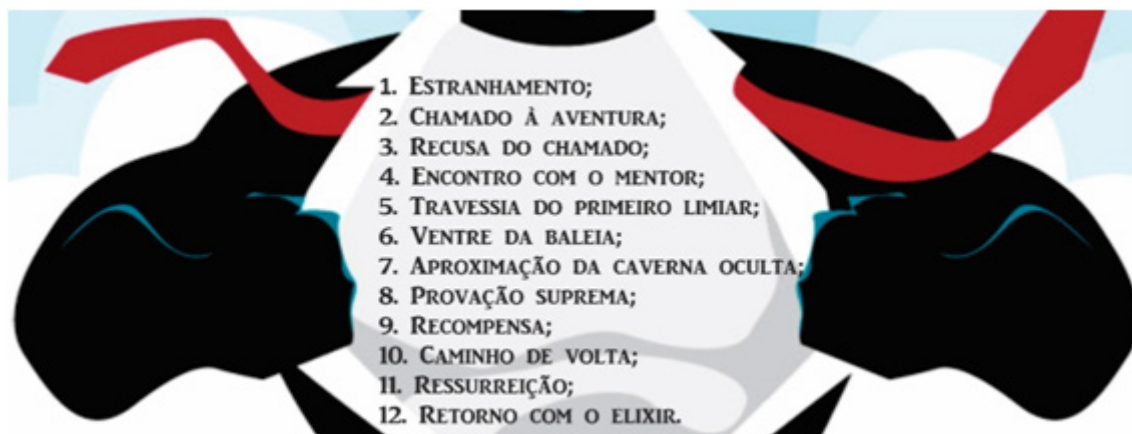 1. Estranhamento;
2. Chamado à aventura;
3. Recusa do chamado;
4. Encontro com o mentor;
5. Travessia do primeiro limiar;
6. Ventre da baleia;
7. Aproximação da caverna oculta;
8. Provação suprema;
9. Recompensa;
10. Caminho de volta;
11. Ressurreição;
12. Retorno com o elixir.